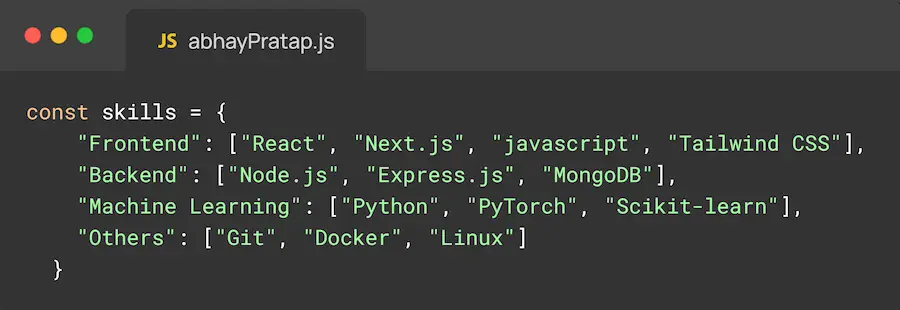 JS abhayPratap.js
const skills = {
    "Frontend": ["React", "Next.js", "javascript", "Tailwind CSS"],
    "Backend": ["Node.js", "Express.js", "MongoDB"],
    "Machine Learning": ["Python", "PyTorch", "Scikit-learn"],
    "Others": ["Git", "Docker", "Linux"]
  }